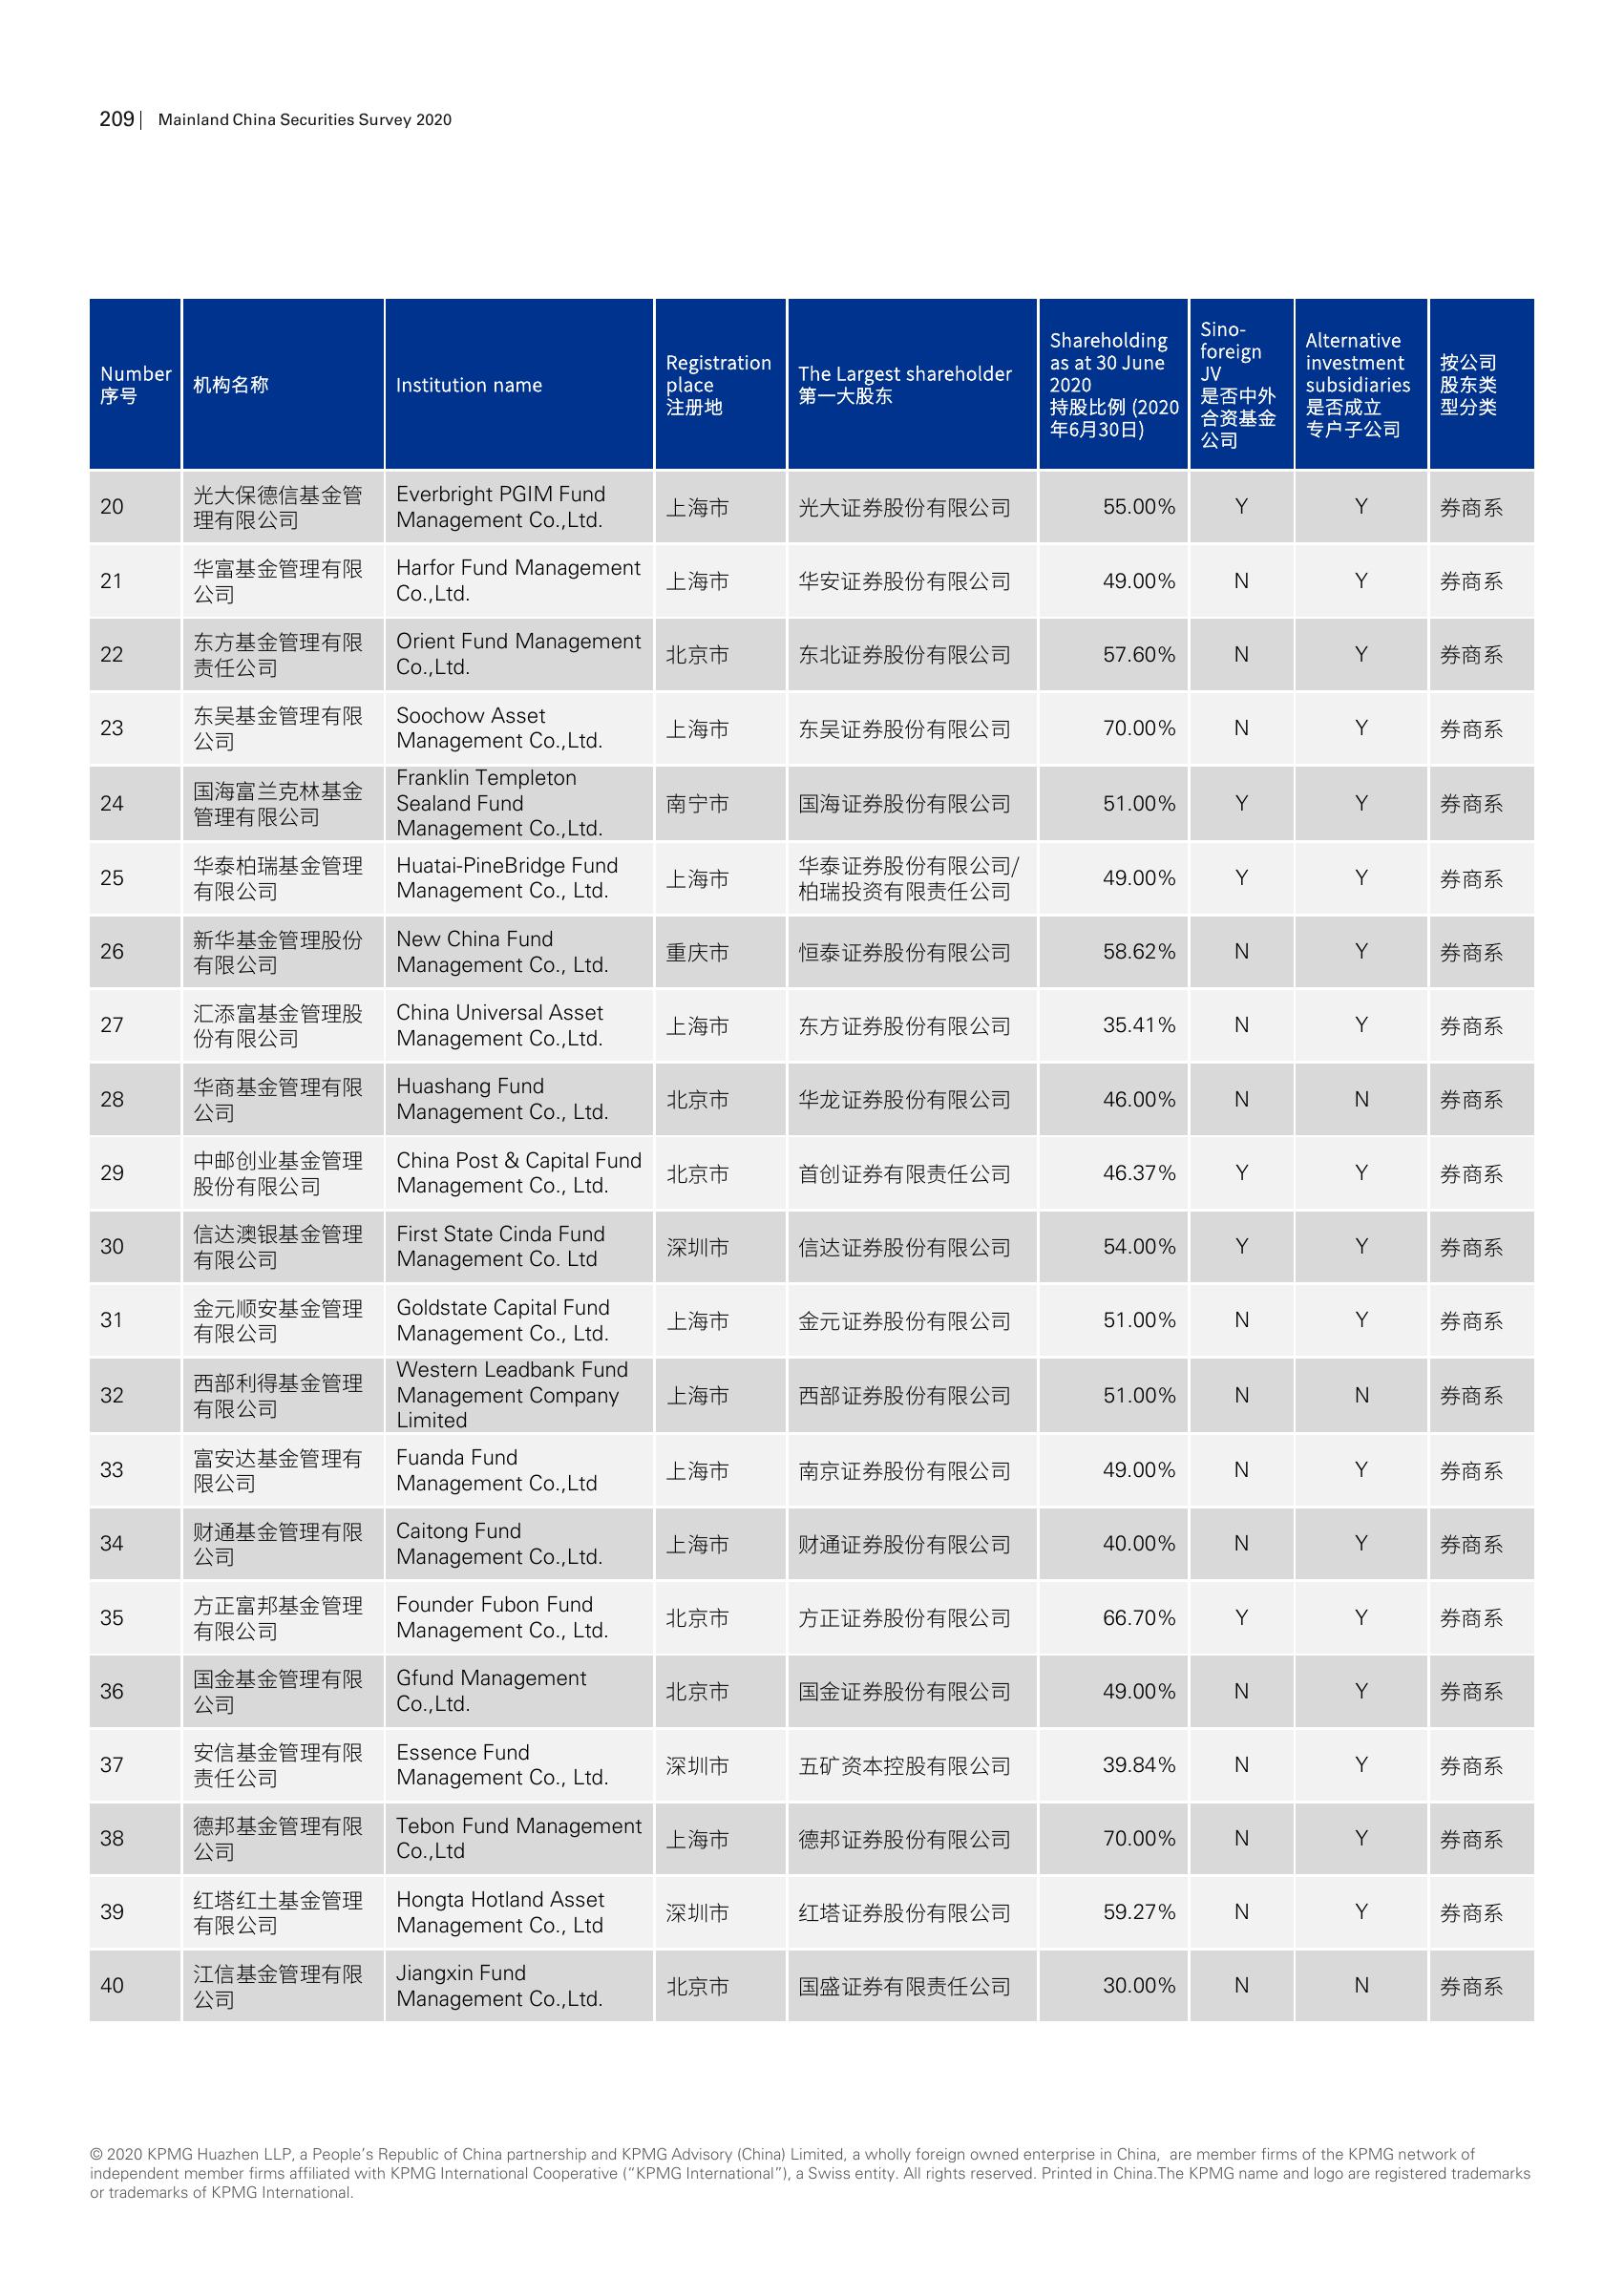 209 | Mainland China Securities Survey 2020
Number
序号
机构名称
Institution name
Registration
place
注册地
The Largest shareholder
第一大股东
Shareholding
as at 30 June
2020
持股比例 (2020
年6月30日)
Sino-
foreign
JV
是否中外
合资基金
公司
Alternative
investment
subsidiaries
是否成立
专户子公司
按公司
股东类
型分类
20
光大保德信基金管
理有限公司
Everbright PGIM Fund
Management Co.,Ltd.
上海市
光大证券股份有限公司
55.00%
Y
Y
券商系
21
华富基金管理有限
公司
Harfor Fund Management
Co.,Ltd.
上海市
华安证券股份有限公司
49.00%
N
Y
券商系
22
东方基金管理有限
责任公司
Orient Fund Management
Co.,Ltd.
北京市
东北证券股份有限公司
57.60%
N
Y
券商系
23
东吴基金管理有限
公司
Soochow Asset
Management Co.,Ltd.
上海市
东吴证券股份有限公司
70.00%
N
Y
券商系
24
国海富兰克林基金
管理有限公司
Franklin Templeton
Sealand Fund
Management Co.,Ltd.
南宁市
国海证券股份有限公司
51.00%
Y
Y
券商系
25
华泰柏瑞基金管理
有限公司
Huatai-PineBridge Fund
Management Co., Ltd.
上海市
华泰证券股份有限公司/
柏瑞投资有限责任公司
49.00%
Y
Y
券商系
26
新华基金管理股份
有限公司
New China Fund
Management Co., Ltd.
重庆市
恒泰证券股份有限公司
58.62%
N
Y
券商系
27
汇添富基金管理股
份有限公司
China Universal Asset
Management Co.,Ltd.
上海市
东方证券股份有限公司
35.41%
N
Y
券商系
28
华商基金管理有限
公司
Huashang Fund
Management Co., Ltd.
北京市
华龙证券股份有限公司
46.00%
N
N
券商系
29
中邮创业基金管理
股份有限公司
China Post & Capital Fund
Management Co., Ltd.
北京市
首创证券有限责任公司
46.37%
Y
Y
券商系
30
信达澳银基金管理
有限公司
First State Cinda Fund
Management Co. Ltd
深圳市
信达证券股份有限公司
54.00%
Y
Y
券商系
31
金元顺安基金管理
有限公司
Goldstate Capital Fund
Management Co., Ltd.
上海市
金元证券股份有限公司
51.00%
N
Y
券商系
32
西部利得基金管理
有限公司
Western Leadbank Fund
Management Company
Limited
上海市
西部证券股份有限公司
51.00%
N
N
券商系
33
富安达基金管理有
限公司
Fuanda Fund
Management Co.,Ltd
上海市
南京证券股份有限公司
49.00%
N
Y
券商系
34
财通基金管理有限
公司
Caitong Fund
Management Co.,Ltd.
上海市
财通证券股份有限公司
40.00%
N
Y
券商系
35
方正富邦基金管理
有限公司
Founder Fubon Fund
Management Co., Ltd.
北京市
方正证券股份有限公司
66.70%
Y
Y
券商系
36
国金基金管理有限
公司
Gfund Management
Co.,Ltd.
北京市
国金证券股份有限公司
49.00%
N
Y
券商系
37
安信基金管理有限
责任公司
Essence Fund
Management Co., Ltd.
深圳市
五矿资本控股有限公司
39.84%
N
Y
券商系
38
德邦基金管理有限
公司
Tebon Fund Management
Co.,Ltd
上海市
德邦证券股份有限公司
70.00%
N
Y
券商系
39
红塔红土基金管理
有限公司
Hongta Hotland Asset
Management Co., Ltd
深圳市
红塔证券股份有限公司
59.27%
N
Y
券商系
40
江信基金管理有限
公司
Jiangxin Fund
Management Co.,Ltd.
北京市
国盛证券有限责任公司
30.00%
N
N
券商系
© 2020 KPMG Huazhen LLP, a People’s Republic of China partnership and KPMG Advisory (China) Limited, a wholly foreign owned enterprise in China, are member firms of the KPMG network of
independent member firms affiliated with KPMG International Cooperative (“KPMG International”), a Swiss entity. All rights reserved. Printed in China.The KPMG name and logo are registered trademarks
or trademarks of KPMG International.